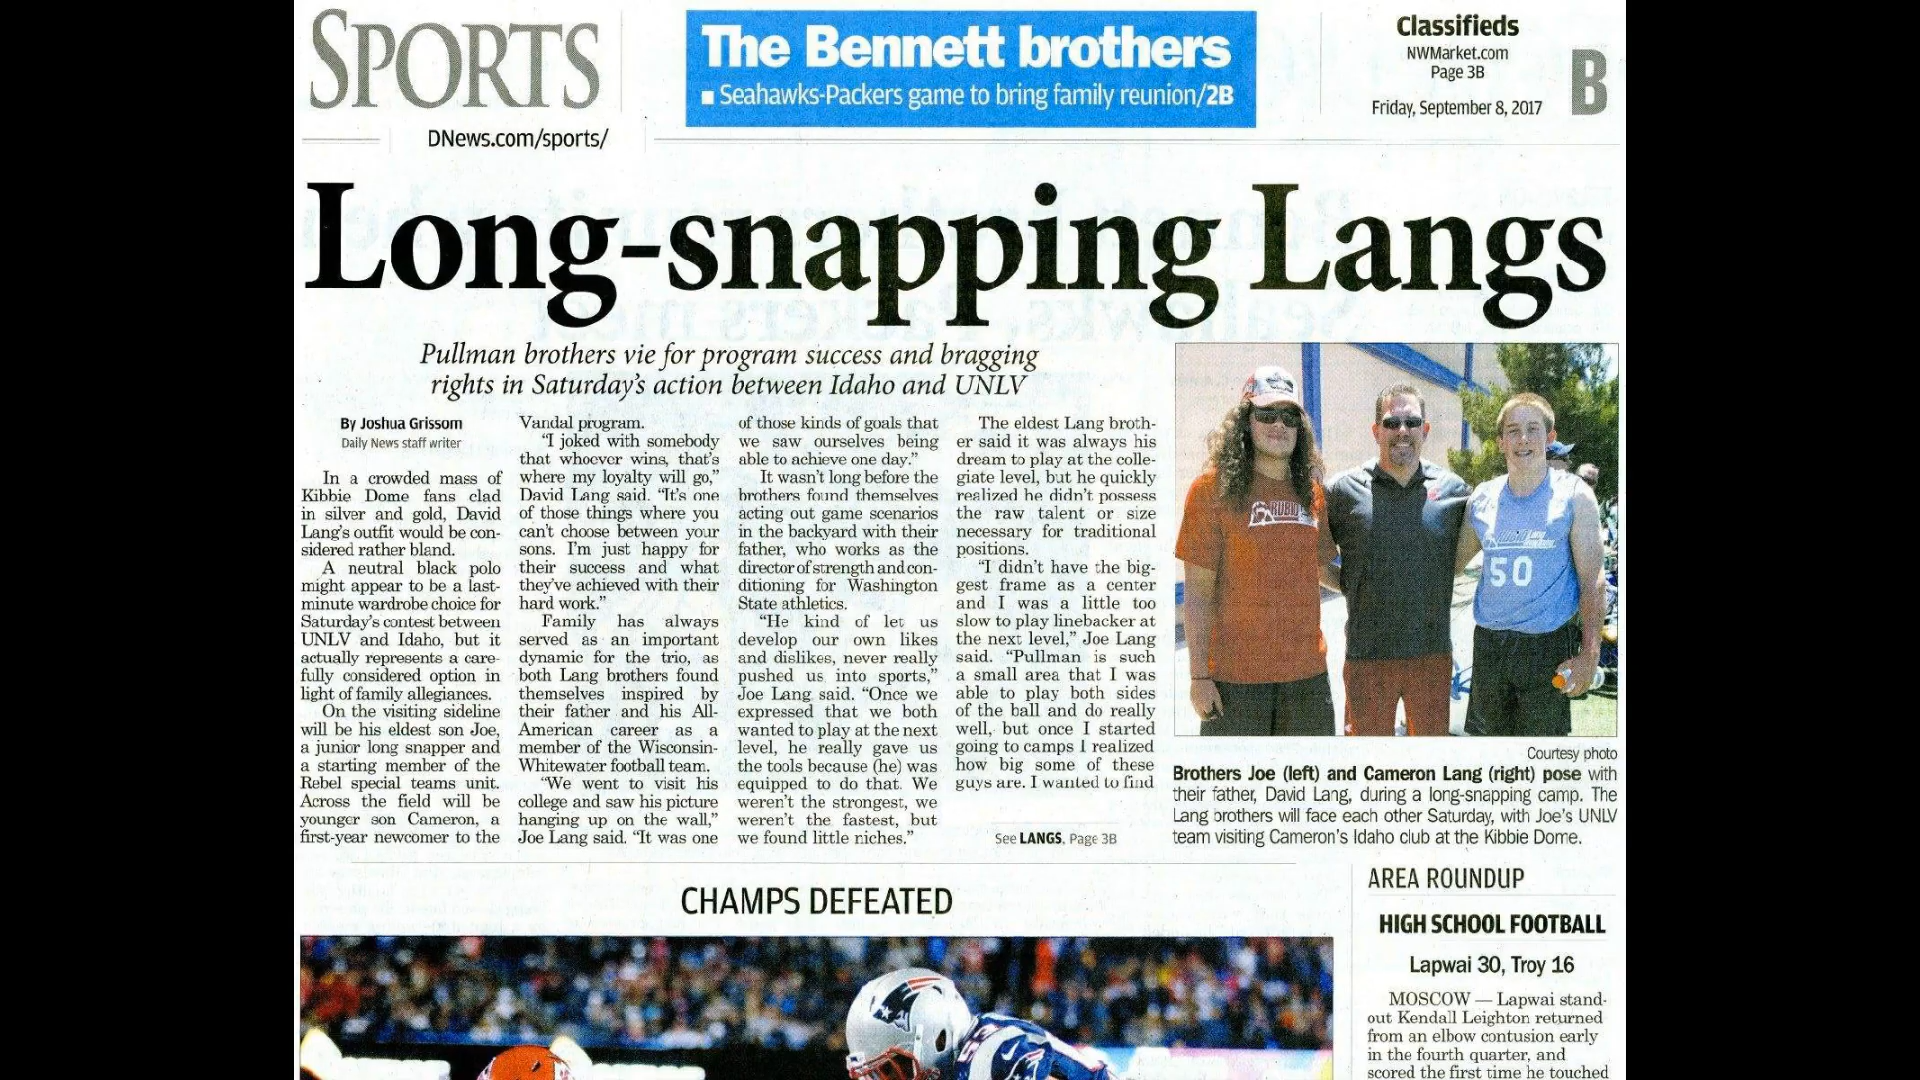 SPORTS
DNews.com/sports/
The Bennett brothers
■ Seahawks-Packers game to bring family reunion/2B
Classifieds
NWMarket.com
Page 3B
Friday, September 8, 2017
B
Long-snapping Langs
Pullman brothers vie for program success and bragging
rights in Saturday's action between Idaho and UNLV
By Joshua Grissom
Daily News staff writer
In a crowded mass of
Kibbie Dome fans clad
in silver and gold, David
Lang's outfit would be con-
sidered rather bland.
A neutral black polo
might appear to be a last-
minute wardrobe choice for
Saturday's contest between
UNLV and Idaho, but it
actually represents a care-
fully considered option in
light of family allegiances.
On the visiting sideline
will be his eldest son Joe,
a junior long snapper and
a starting member of the
Rebel special teams unit.
Across the field will be
younger son Cameron, a
first-year newcomer to the
Vandal program.
"I joked with somebody
that whoever wins, that's
where my loyalty will go,"
David Lang said. "It's one
of those things where you
can't choose between your
sons. I'm just happy for
their success and what
they've achieved with their
hard work."
Family has always
served as an important
dynamic for the trio, as
both Lang brothers found
themselves inspired by
their father and his All-
American career as a
member of the Wisconsin-
Whitewater football team.
"We went to visit his
college and saw his picture
hanging up on the wall,"
Joe Lang said. "It was one
of those kinds of goals that
we saw ourselves being
able to achieve one day."
It wasn't long before the
brothers found themselves
acting out game scenarios
in the backyard with their
father, who works as the
director of strength and con-
ditioning for Washington
State athletics.
"He kind of let us
develop our own likes
and dislikes, never really
pushed us into sports,"
Joe Lang said. "Once we
expressed that we both
wanted to play at the next
level, he really gave us
the tools because (he) was
equipped to do that. We
weren't the strongest, we
weren't the fastest, but
we found little niches."
The eldest Lang broth-
er said it was always his
dream to play at the colle-
giate level, but he quickly
realized he didn't possess
the raw talent or size
necessary for traditional
positions.
"I didn't have the big-
gest frame as a center
and I was a little too
slow to play linebacker at
the next level," Joe Lang
said. "Pullman is such
a small area that I was
able to play both sides
of the ball and do really
well, but once I started
going to camps I realized
how big some of these
guys are. I wanted to find
See LANGS, Page 3B
RUBIO
50
Courtesy photo
Brothers Joe (left) and Cameron Lang (right) pose with
their father, David Lang, during a long-snapping camp. The
Lang brothers will face each other Saturday, with Joe's UNLV
team visiting Cameron's Idaho club at the Kibbie Dome.
CHAMPS DEFEATED
AREA ROUNDUP
HIGH SCHOOL FOOTBALL
Lapwai 30, Troy 16
MOSCOW — Lapwai stand-
out Kendall Leighton returned
from an elbow contusion early
in the fourth quarter, and
scored the first time he touched